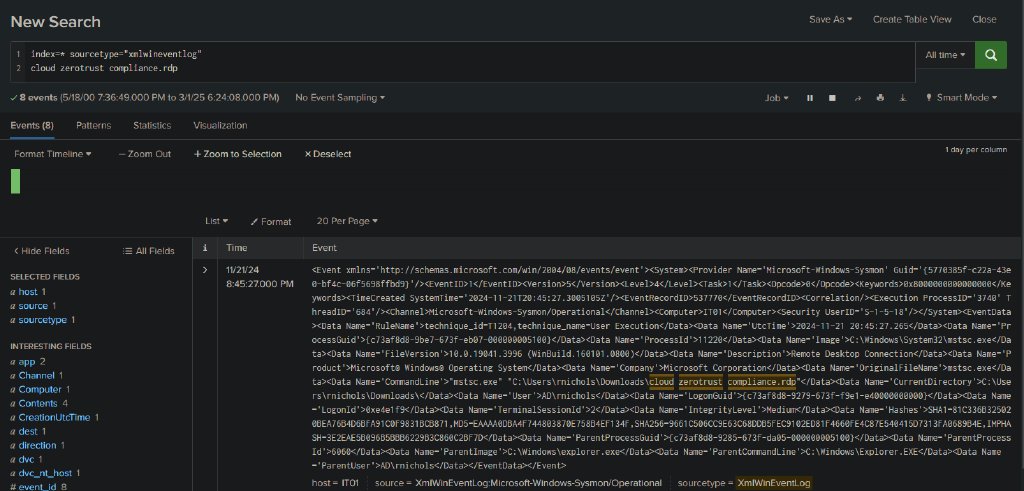 New Search
Save As ▾ Create Table View Close
1 index=* sourcetype="xmlwineventlog"
2 cloud zerotrust compliance.rdp
All time ▾
✓ 8 events (5/18/00 7:36:49.000 PM to 3/1/25 6:24:08.000 PM) No Event Sampling ▾
Job ▾ Smart Mode ▾
Events (8) Patterns Statistics Visualization
Format Timeline ▾ — Zoom Out + Zoom to Selection × Deselect
1 day per column
List ▾ Format 20 Per Page ▾
< Hide Fields All Fields
i Time Event
SELECTED FIELDS
a host 1
a source 1
a sourcetype 1
INTERESTING FIELDS
a app 2
a Channel 1
a Computer 1
a Contents 4
a CreationUtcTime 1
a dest 1
a direction 1
a dvc 1
a dvc_nt_host 1
# event_id 8
> 11/21/24
8:45:27.000 PM
<Event xmlns='http://schemas.microsoft.com/win/2004/08/events/event'><System><Provider Name='Microsoft-Windows-Sysmon' Guid='{5770385f-c22a-43e
0-bf4c-06f5698ffbd9}'/><EventID>1</EventID><Version>5</Version><Level>4</Level><Task>1</Task><Opcode>0</Opcode><Keywords>0x8000000000000000</Ke
ywords><TimeCreated SystemTime='2024-11-21T20:45:27.3005105Z'/><EventRecordID>537770</EventRecordID><Correlation/><Execution ProcessID='3740' T
hreadID='684'/><Channel>Microsoft-Windows-Sysmon/Operational</Channel><Computer>IT01</Computer><Security UserID='S-1-5-18'/></System><EventData
><Data Name='RuleName'>technique_id=T1204,technique_name=User Execution</Data><Data Name='UtcTime'>2024-11-21 20:45:27.265</Data><Data Name='Pr
ocessGuid'>{c73af8d8-9be7-673f-eb07-000000005100}</Data><Data Name='ProcessId'>11220</Data><Data Name='Image'>C:\Windows\System32\mstsc.exe</Da
ta><Data Name='FileVersion'>10.0.19041.3996 (WinBuild.160101.0800)</Data><Data Name='Description'>Remote Desktop Connection</Data><Data Name='P
roduct'>Microsoft® Windows® Operating System</Data><Data Name='Company'>Microsoft Corporation</Data><Data Name='OriginalFileName'>mstsc.exe</Da
ta><Data Name='CommandLine'>"mstsc.exe" "C:\Users\rnichols\Downloads\cloud zerotrust compliance.rdp"</Data><Data Name='CurrentDirectory'>C:\Use
rs\rnichols\Downloads\</Data><Data Name='User'>AD\rnichols</Data><Data Name='LogonGuid'>{c73af8d8-9279-673f-f9e1-e40000000000}</Data><Data Name
='LogonId'>0xe4e1f9</Data><Data Name='TerminalSessionId'>2</Data><Data Name='IntegrityLevel'>Medium</Data><Data Name='Hashes'>
</Data><Data Name='ParentProcessGuid'>{c73af8d8-9285-673f-da05-000000005100}</Data><Data Name='ParentProcess
Id'>6060</Data><Data Name='ParentImage'>C:\Windows\explorer.exe</Data><Data Name='ParentCommandLine'>C:\Windows\Explorer.EXE</Data><Data Name
='ParentUser'>AD\rnichols</Data></EventData></Event>
host = IT01 source = XmlWinEventLog:Microsoft-Windows-Sysmon/Operational sourcetype = XmlWinEventLog